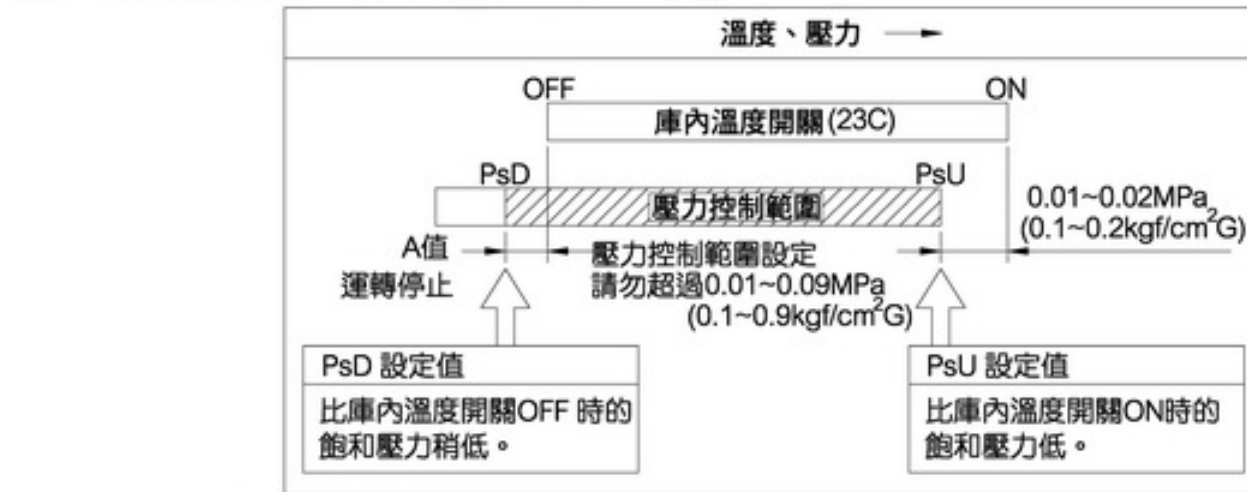 溫度、壓力
OFF
ON
庫內溫度開關(23C)
PsD
PsU
壓力控制範圍
0.01~0.02MPa
(0.1~0.2kgf/cm²G)
A值
壓力控制範圍設定
運轉停止
請勿超過0.01~0.09MPa
(0.1~0.9kgf/cm²G)
PsD 設定值
比庫內溫度開關OFF 時的
飽和壓力稍低。
PsU 設定值
比庫內溫度開關ON時的
飽和壓力低。